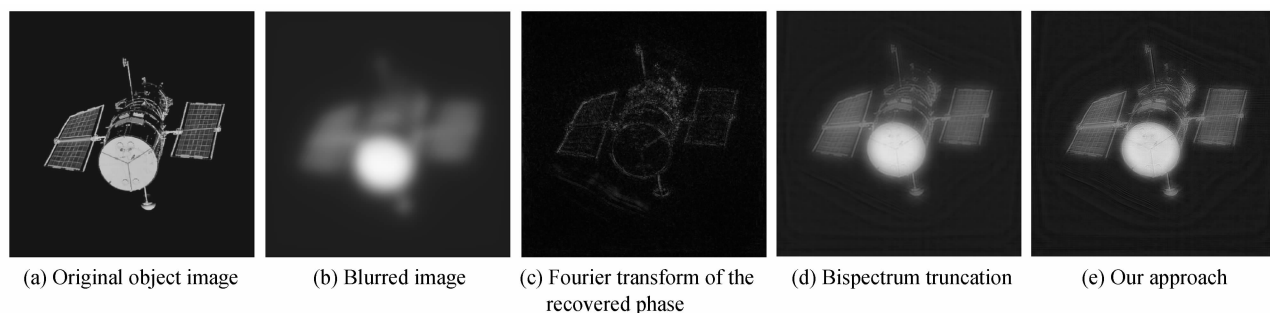 (a) Original object image
(b) Blurred image
(c) Fourier transform of the
recovered phase
(d) Bispectrum truncation
(e) Our approach